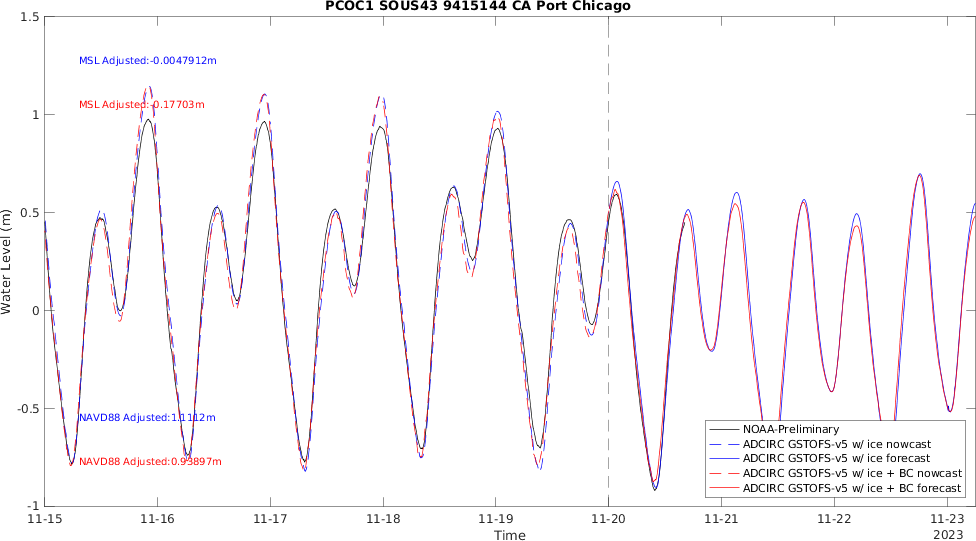 PCOC1 SOUS43 9415144 CA Port Chicago
1.5
1
0.5
0
-0.5
-1
Water Level (m)
MSL Adjusted:-0.0047912m
MSL Adjusted:-0.17703m
NAVD88 Adjusted:1.1112m
NAVD88 Adjusted:0.93897m
NOAA-Preliminary
ADCIRC GSTOFS-v5 w/ ice nowcast
ADCIRC GSTOFS-v5 w/ ice forecast
ADCIRC GSTOFS-v5 w/ ice + BC nowcast
ADCIRC GSTOFS-v5 w/ ice + BC forecast
11-15 11-16 11-17 11-18 11-19 11-20 11-21 11-22 11-23
Time
2023